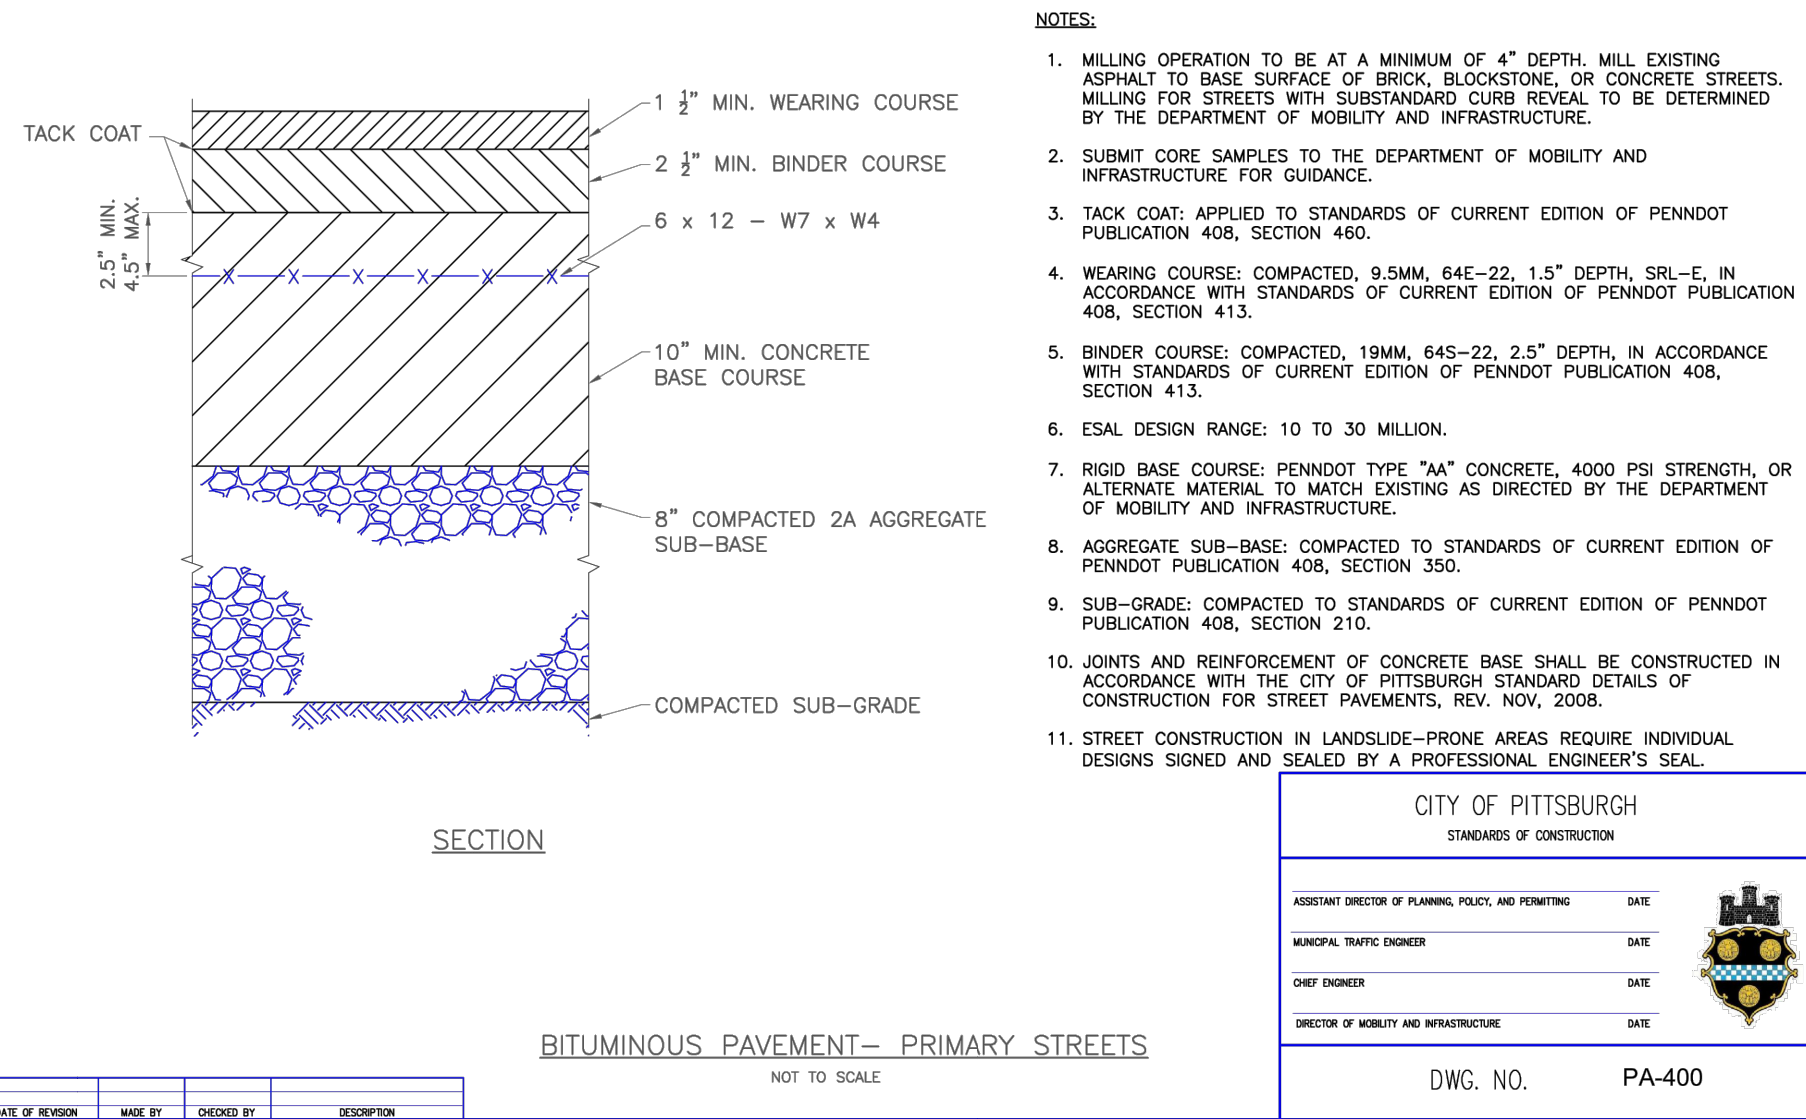 NOTES:
1. MILLING OPERATION TO BE AT A MINIMUM OF 4” DEPTH. MILL EXISTING
ASPHALT TO BASE SURFACE OF BRICK, BLOCKSTONE, OR CONCRETE STREETS.
MILLING FOR STREETS WITH SUBSTANDARD CURB REVEAL TO BE DETERMINED
BY THE DEPARTMENT OF MOBILITY AND INFRASTRUCTURE.
2. SUBMIT CORE SAMPLES TO THE DEPARTMENT OF MOBILITY AND
INFRASTRUCTURE FOR GUIDANCE.
3. TACK COAT: APPLIED TO STANDARDS OF CURRENT EDITION OF PENNDOT
PUBLICATION 408, SECTION 460.
4. WEARING COURSE: COMPACTED, 9.5MM, 64E-22, 1.5” DEPTH, SRL-E, IN
ACCORDANCE WITH STANDARDS OF CURRENT EDITION OF PENNDOT PUBLICATION
408, SECTION 413.
5. BINDER COURSE: COMPACTED, 19MM, 64S-22, 2.5” DEPTH, IN ACCORDANCE
WITH STANDARDS OF CURRENT EDITION OF PENNDOT PUBLICATION 408,
SECTION 413.
6. ESAL DESIGN RANGE: 10 TO 30 MILLION.
7. RIGID BASE COURSE: PENNDOT TYPE "AA" CONCRETE, 4000 PSI STRENGTH, OR
ALTERNATE MATERIAL TO MATCH EXISTING AS DIRECTED BY THE DEPARTMENT
OF MOBILITY AND INFRASTRUCTURE.
8. AGGREGATE SUB-BASE: COMPACTED TO STANDARDS OF CURRENT EDITION OF
PENNDOT PUBLICATION 408, SECTION 350.
9. SUB-GRADE: COMPACTED TO STANDARDS OF CURRENT EDITION OF PENNDOT
PUBLICATION 408, SECTION 210.
10. JOINTS AND REINFORCEMENT OF CONCRETE BASE SHALL BE CONSTRUCTED IN
ACCORDANCE WITH THE CITY OF PITTSBURGH STANDARD DETAILS OF
CONSTRUCTION FOR STREET PAVEMENTS, REV. NOV, 2008.
11. STREET CONSTRUCTION IN LANDSLIDE-PRONE AREAS REQUIRE INDIVIDUAL
DESIGNS SIGNED AND SEALED BY A PROFESSIONAL ENGINEER'S SEAL.
TACK COAT
2.5” MIN.
4.5” MAX.
1 ½” MIN. WEARING COURSE
2 ½” MIN. BINDER COURSE
6 x 12 - W7 x W4
10” MIN. CONCRETE
BASE COURSE
8” COMPACTED 2A AGGREGATE
SUB-BASE
COMPACTED SUB-GRADE
SECTION
BITUMINOUS PAVEMENT- PRIMARY STREETS
NOT TO SCALE
CITY OF PITTSBURGH
STANDARDS OF CONSTRUCTION
ASSISTANT DIRECTOR OF PLANNING, POLICY, AND PERMITTING DATE
MUNICIPAL TRAFFIC ENGINEER DATE
CHIEF ENGINEER DATE
DIRECTOR OF MOBILITY AND INFRASTRUCTURE DATE
DWG. NO. PA-400
OF REVISION MADE BY CHECKED BY DESCRIPTION